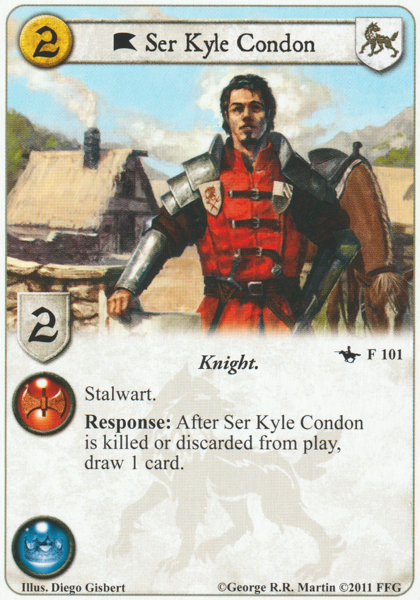 2
Ser Kyle Condon
2
Knight.
F 101
Stalwart.
Response: After Ser Kyle Condon
is killed or discarded from play,
draw 1 card.
Illus. Diego Gisbert
©George R.R. Martin ©2011 FFG